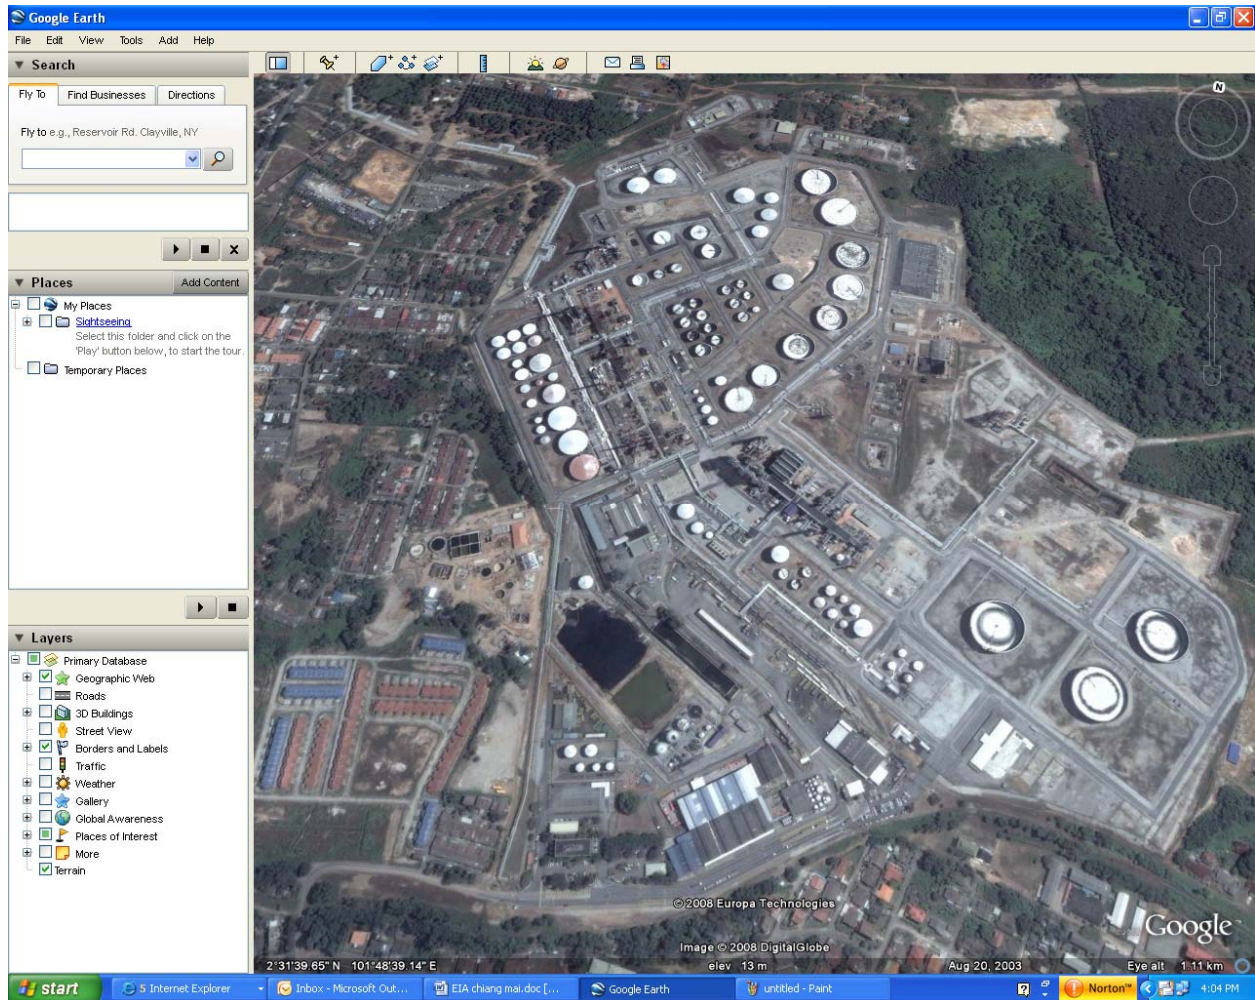 Google Earth
File Edit View Tools Add Help
Search
Fly To Find Businesses Directions
Fly to e.g., Reservoir Rd. Clayville, NY
Places Add Content
My Places
Sightseeing
Select this folder and click on the
'Play' button below, to start the tour.
Temporary Places
Layers
Primary Database
Geographic Web
Roads
3D Buildings
Street View
Borders and Labels
Traffic
Weather
Gallery
Global Awareness
Places of Interest
More
Terrain
N
© 2008 Europa Technologies
Google™
Image © 2008 DigitalGlobe
2°31'39.65" N 101°48'39.14" E elev 13 m Aug 20, 2003 Eye alt 1.11 km
start 5 Internet Explorer Inbox - Microsoft Out... EIA chiang mai.doc [... Google Earth untitled - Paint Norton™ 4:04 PM